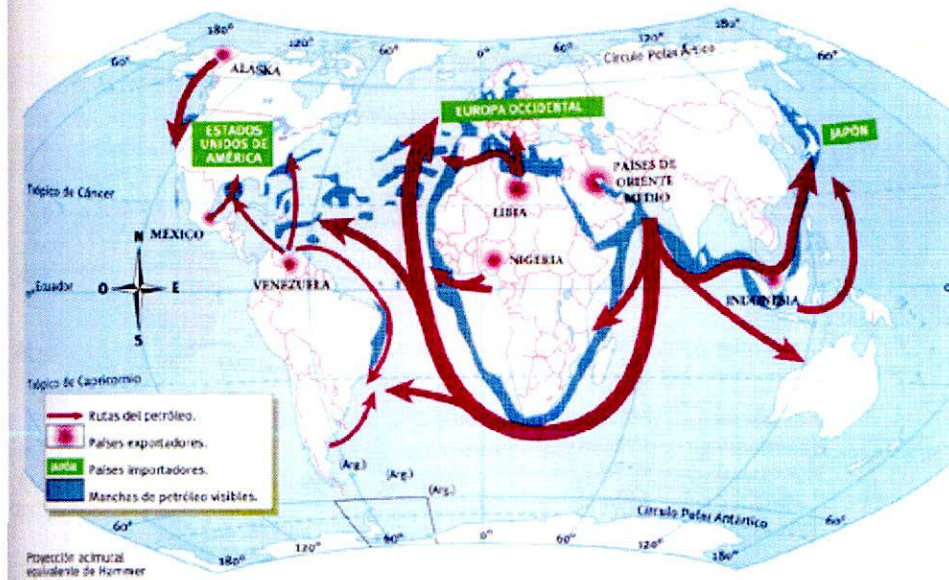 180° 120° 60° 0° 60° 120° 180°
60° Círculo Polar Ártico 60°
ALASKA
ESTADOS
UNIDOS DE
AMÉRICA
EUROPA OCCIDENTAL
JAPÓN
PAÍSES DE
ORIENTE
MEDIO
Trópico de Cáncer
LIBIA
MÉXICO
N
NIGERIA
VENEZUELA
INDONESIA
Ecuador
O E
0°
S
Trópico de Capricornio
Rutas del petróleo.
Países exportadores.
JAPÓN Países importadores.
Manchas de petróleo visibles.
(Arg.)
(Arg.)
(Arg.)
60° Círculo Polar Antártico 60°
180° 120° 60° 0° 60° 120° 180°
Proyección acimutal
equivalente de Hammer